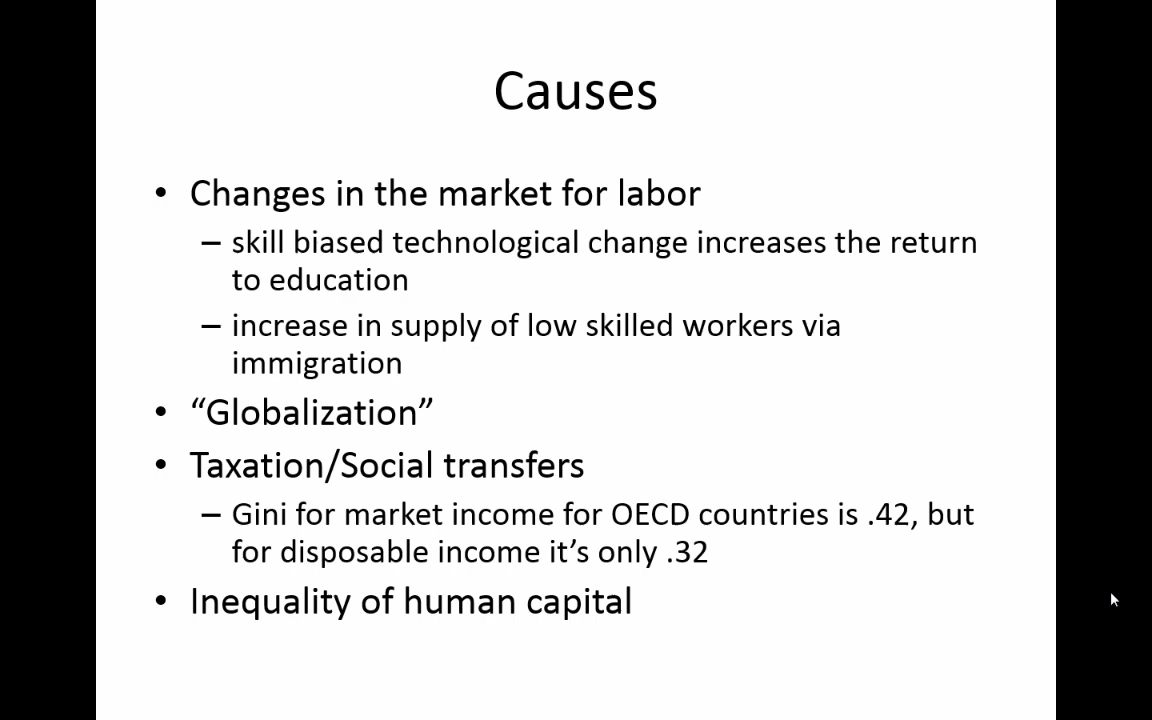 Causes
• Changes in the market for labor
– skill biased technological change increases the return
to education
– increase in supply of low skilled workers via
immigration
• “Globalization”
• Taxation/Social transfers
– Gini for market income for OECD countries is .42, but
for disposable income it’s only .32
• Inequality of human capital